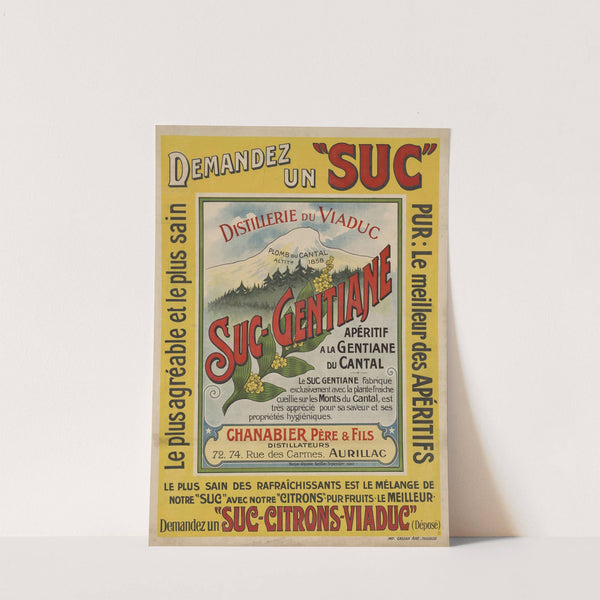 DEMANDEZ
UN "SUC"
Le plus agréable et le plus sain
PUR: Le meilleur des APÉRITIFS
DISTILLERIE DU VIADUC
PLOMB DU CANTAL
ALTITE 1858
SUC-GENTIANE
APÉRITIF
A LA GENTIANE
DU CANTAL
LE SUC GENTIANE Fabriqué
exclusivement avec la plante fraîche
cueillie sur les Monts du Cantal, est
très apprécié pour sa saveur et ses
propriétés hygiéniques.
CHANABIER PÈRE & FILS
DISTILLATEURS
72, 74, Rue des Carmes, AURILLAC
LE PLUS SAIN DES RAFRAÎCHISSANTS EST LE MÉLANGE DE
NOTRE "SUC" AVEC NOTRE "CITRONS" PUR FRUITS · LE MEILLEUR ·
Demandez un "SUC-CITRONS-VIADUC" (Déposé)